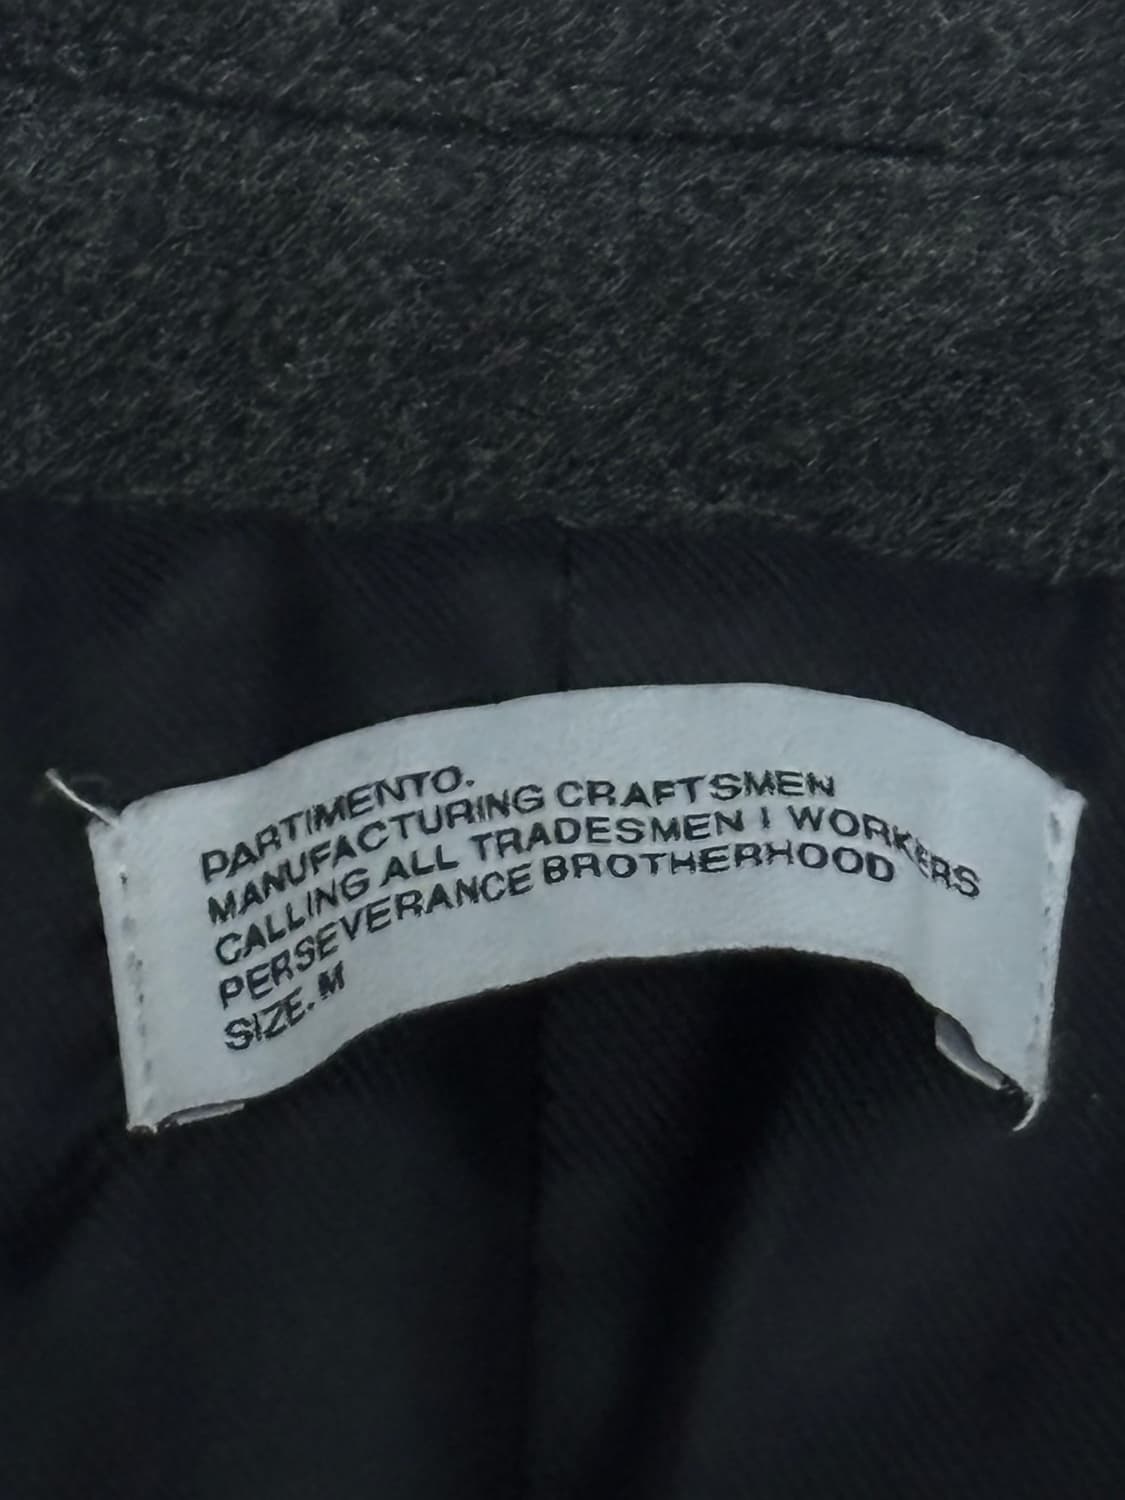 PARTIMENTO.
MANUFACTURING CRAFTSMEN
CALLING ALL TRADESMEN I WORKERS
PERSEVERANCE BROTHERHOOD
SIZE.M